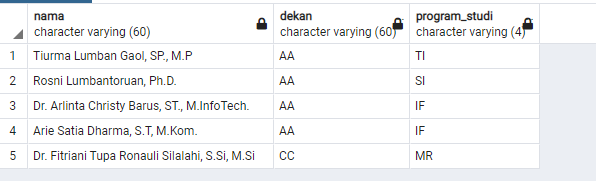 nama dekan program_studi
character varying (60) character varying (60) character varying (4)
1 Tiurma Lumban Gaol, SP., M.P AA TI
2 Rosni Lumbantoruan, Ph.D. AA SI
3 Dr. Arlinta Christy Barus, ST., M.InfoTech. AA IF
4 Arie Satia Dharma, S.T, M.Kom. AA IF
5 Dr. Fitriani Tupa Ronauli Silalahi, S.Si, M.Si CC MR